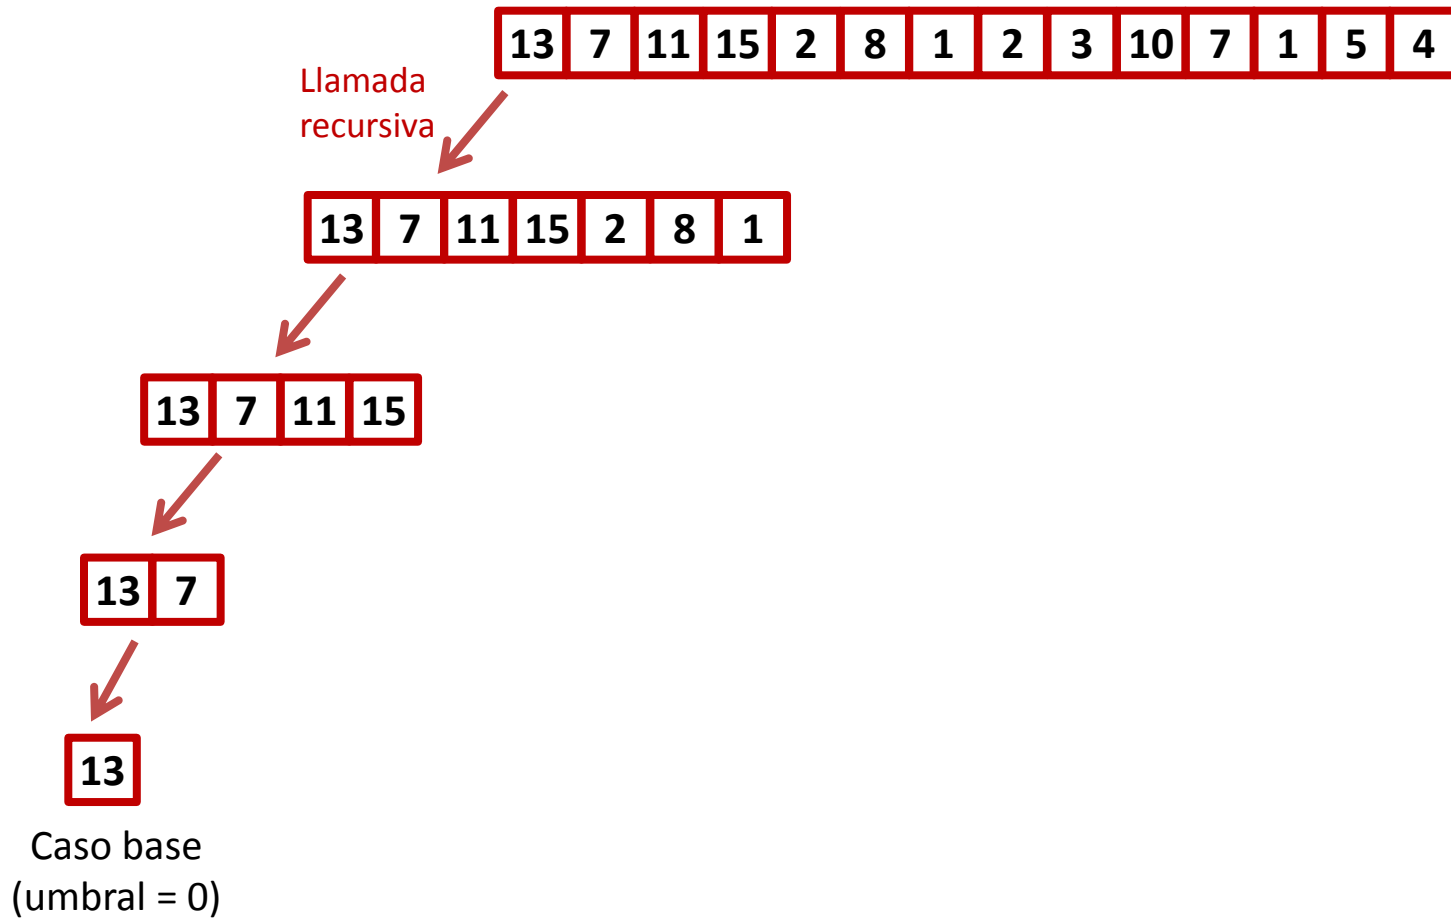 13 7 11 15 2 8 1 2 3 10 7 1 5 4
Llamada
recursiva
13 7 11 15 2 8 1
13 7 11 15
13 7
13
Caso base
(umbral = 0)